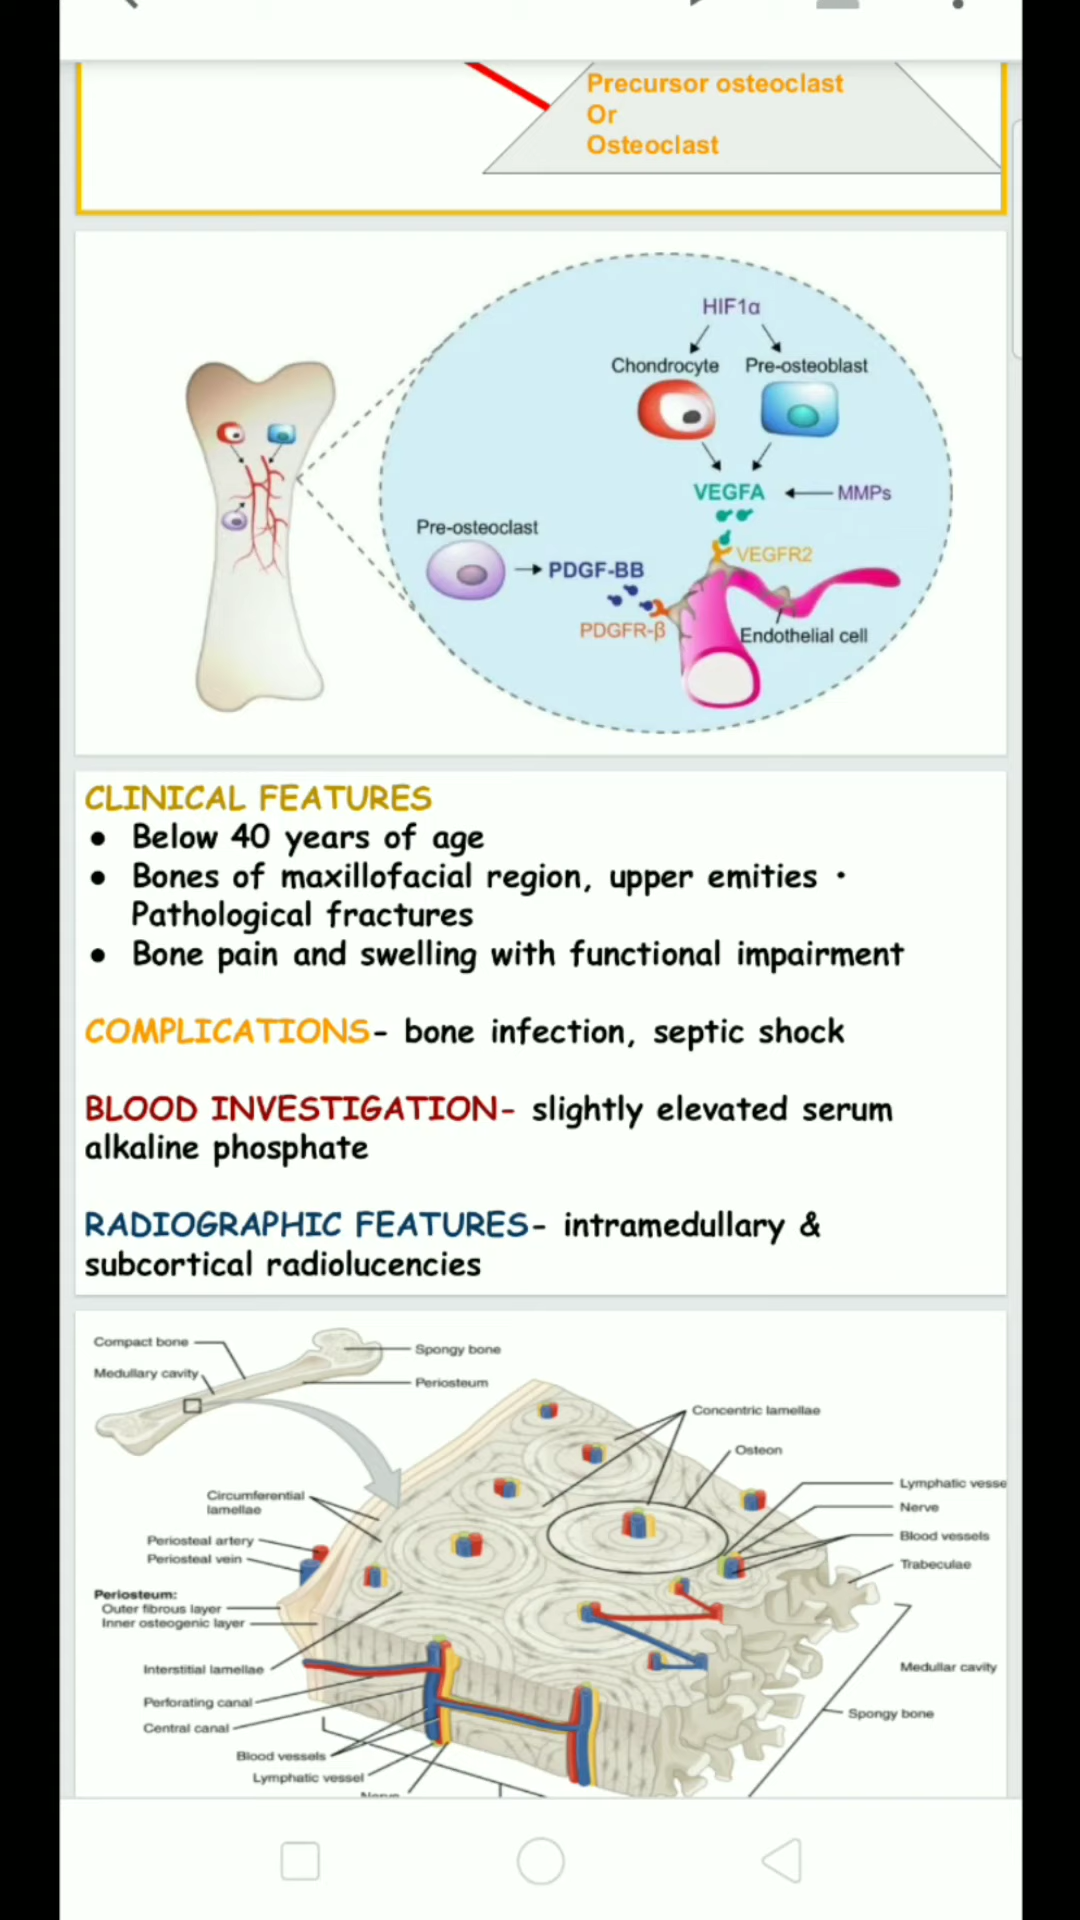 Precursor osteoclast
Or
Osteoclast
HIF1α
Chondrocyte
Pre-osteoblast
VEGFA
MMPs
Pre-osteoclast
VEGFR2
PDGF-BB
PDGFR-β
Endothelial cell
CLINICAL FEATURES
● Below 40 years of age
● Bones of maxillofacial region, upper emities •
Pathological fractures
● Bone pain and swelling with functional impairment
COMPLICATIONS- bone infection, septic shock
BLOOD INVESTIGATION- slightly elevated serum
alkaline phosphate
RADIOGRAPHIC FEATURES- intramedullary &
subcortical radiolucencies
Compact bone
Spongy bone
Medullary cavity
Periosteum
Concentric lamellae
Osteon
Lymphatic vesse
Circumferential
lamellae
Nerve
Blood vessels
Periosteal artery
Periosteal vein
Trabeculae
Periosteum:
Outer fibrous layer
Inner osteogenic layer
Interstitial lamellae
Medullar cavity
Perforating canal
Spongy bone
Central canal
Blood vessels
Lymphatic vessel
Nerve